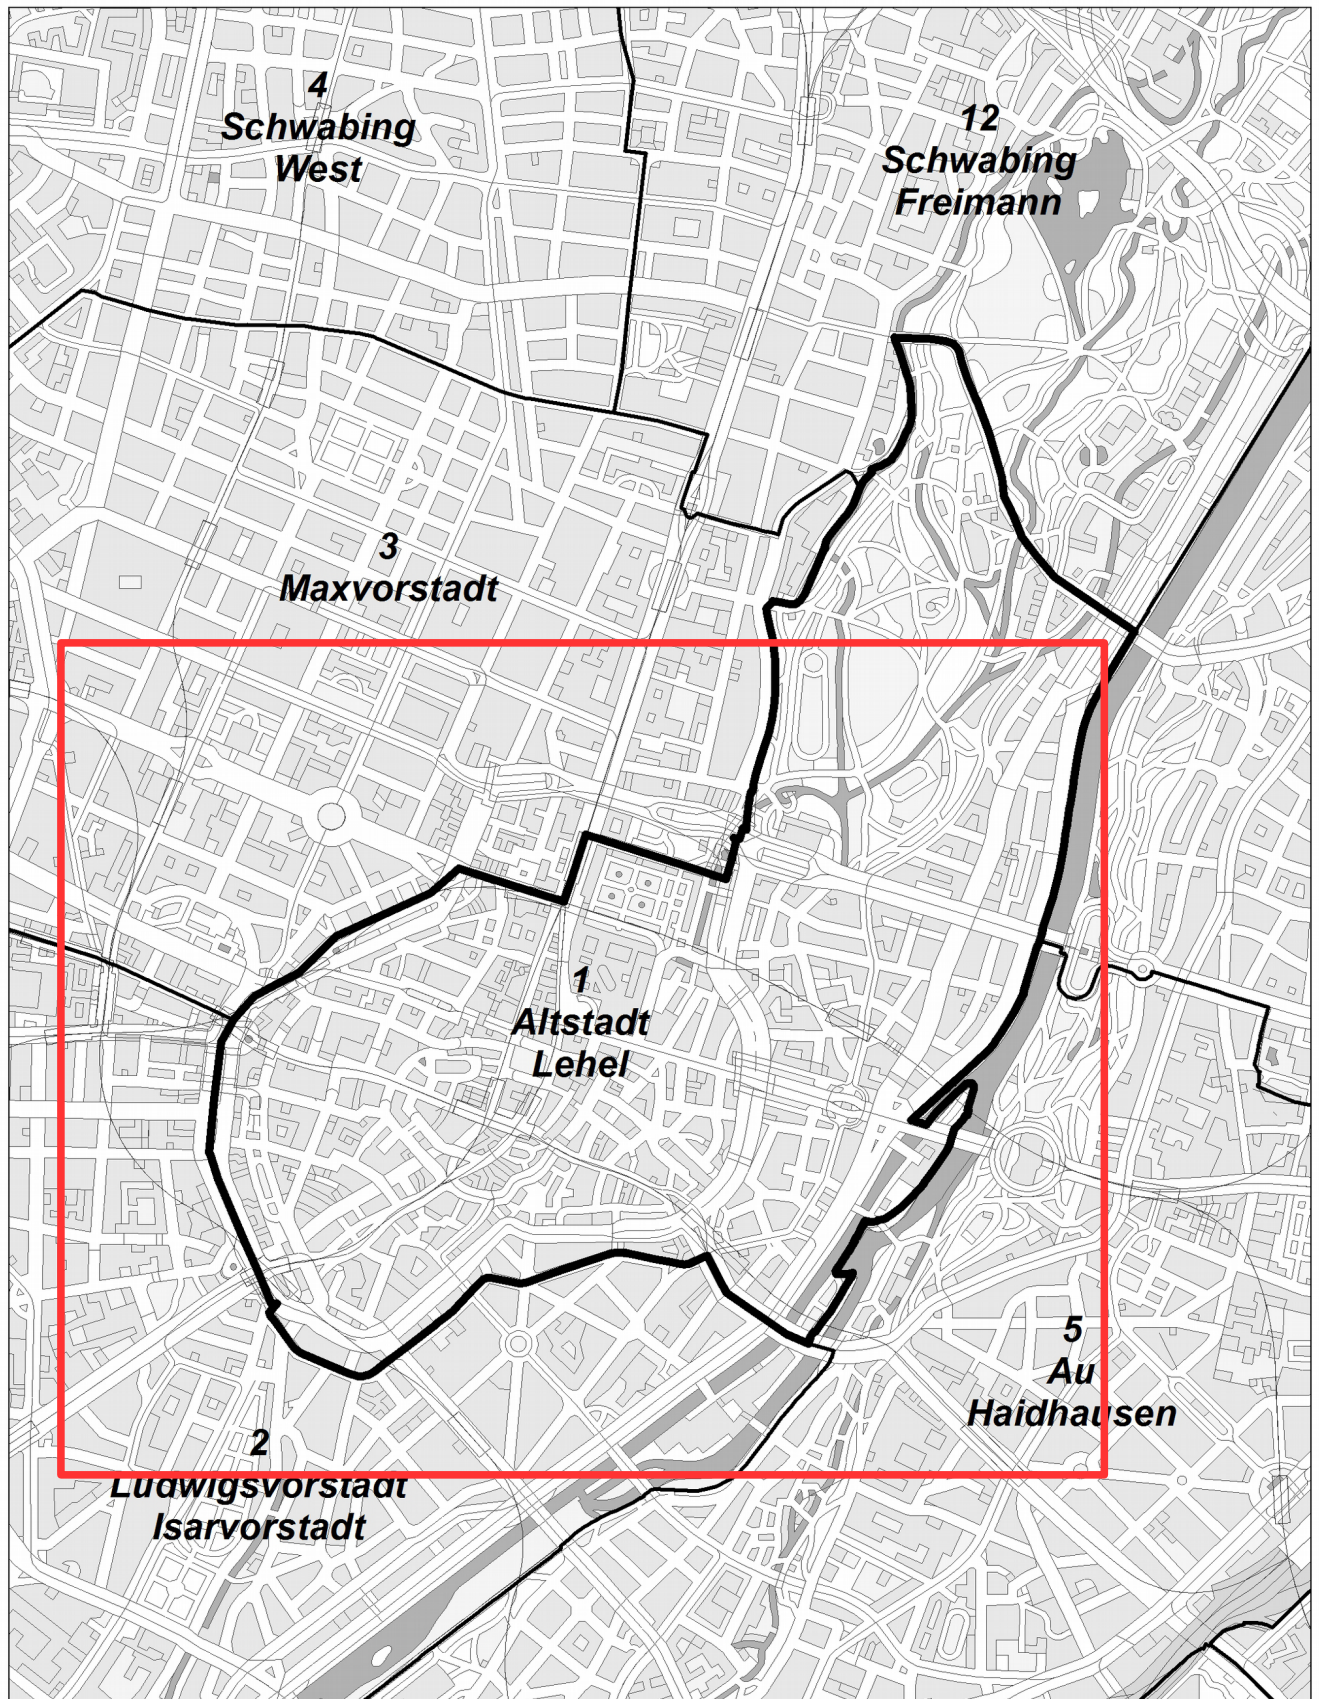 4
Schwabing
West
12
Schwabing
Freimann
3
Maxvorstadt
1
Altstadt
Lehel
5
Au
Haidhausen
2
Ludwigsvorstadt
Isarvorstadt